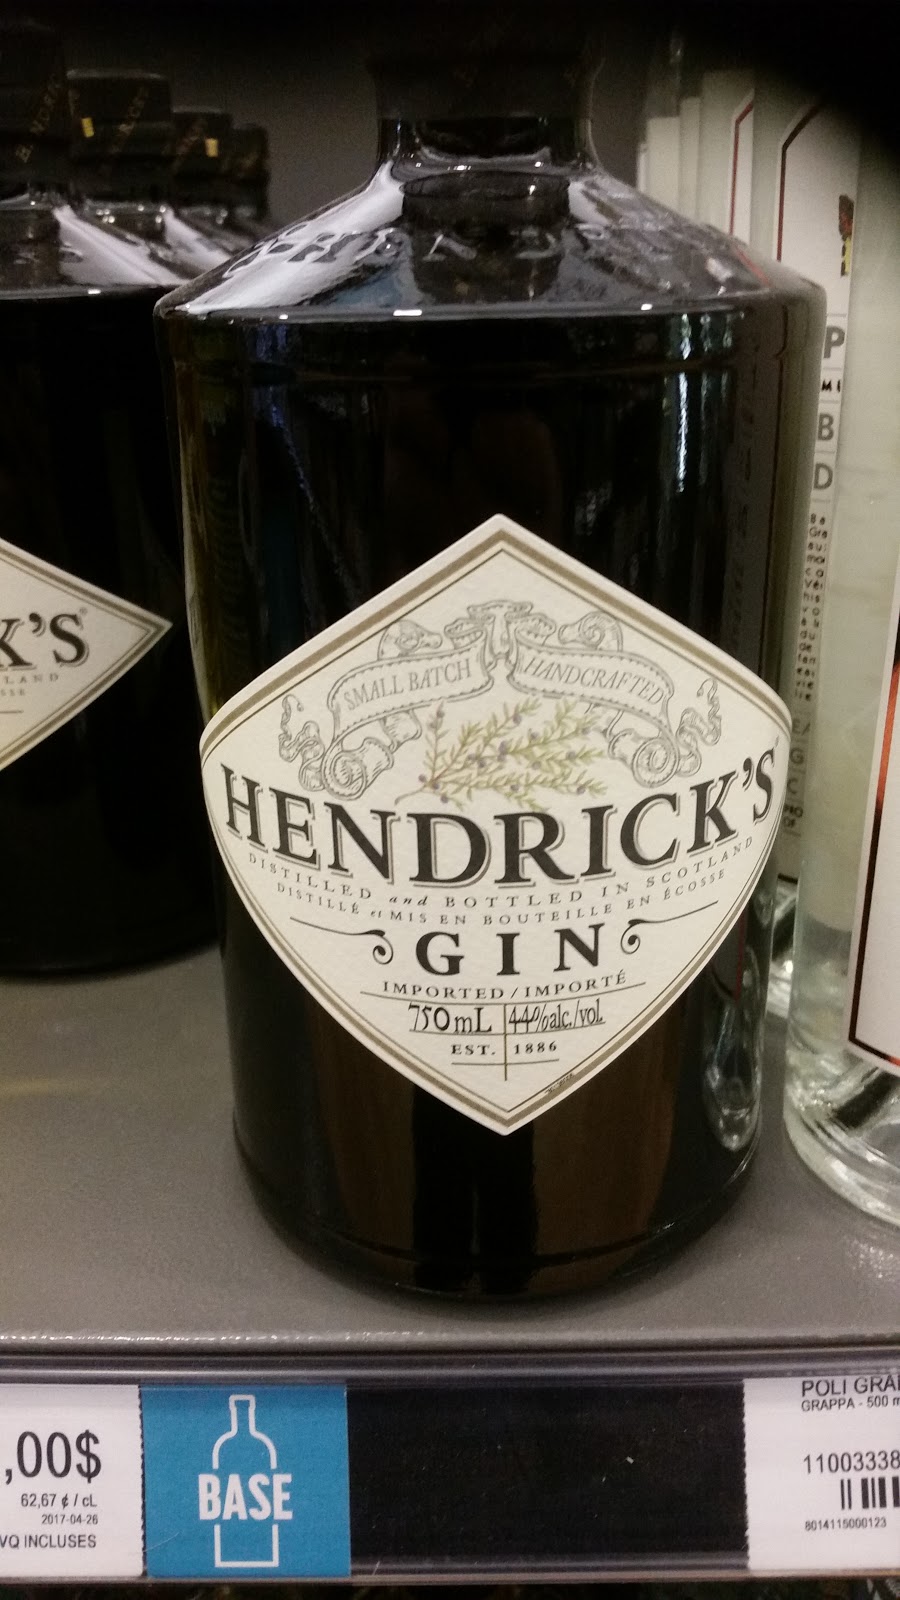 SMALL BATCH HANDCRAFTED
HENDRICK'S
DISTILLED and BOTTLED IN SCOTLAND
DISTILLÉ et MIS EN BOUTEILLE EN ÉCOSSE
GIN
IMPORTED / IMPORTÉ
750mL 44%alc./vol.
EST. 1886
K'S
LAND
SSE
P
B
D
,00$
62,67 ¢ / cL
2017-04-26
VQ INCLUSES
BASE
POLI GRA
GRAPPA - 500 m
11003338
8014115000123